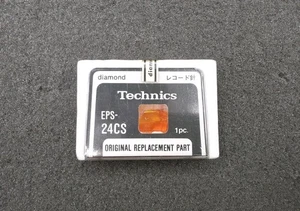 diamond
レコード針
Technics
EPS-
24CS
1pc.
ORIGINAL REPLACEMENT PART